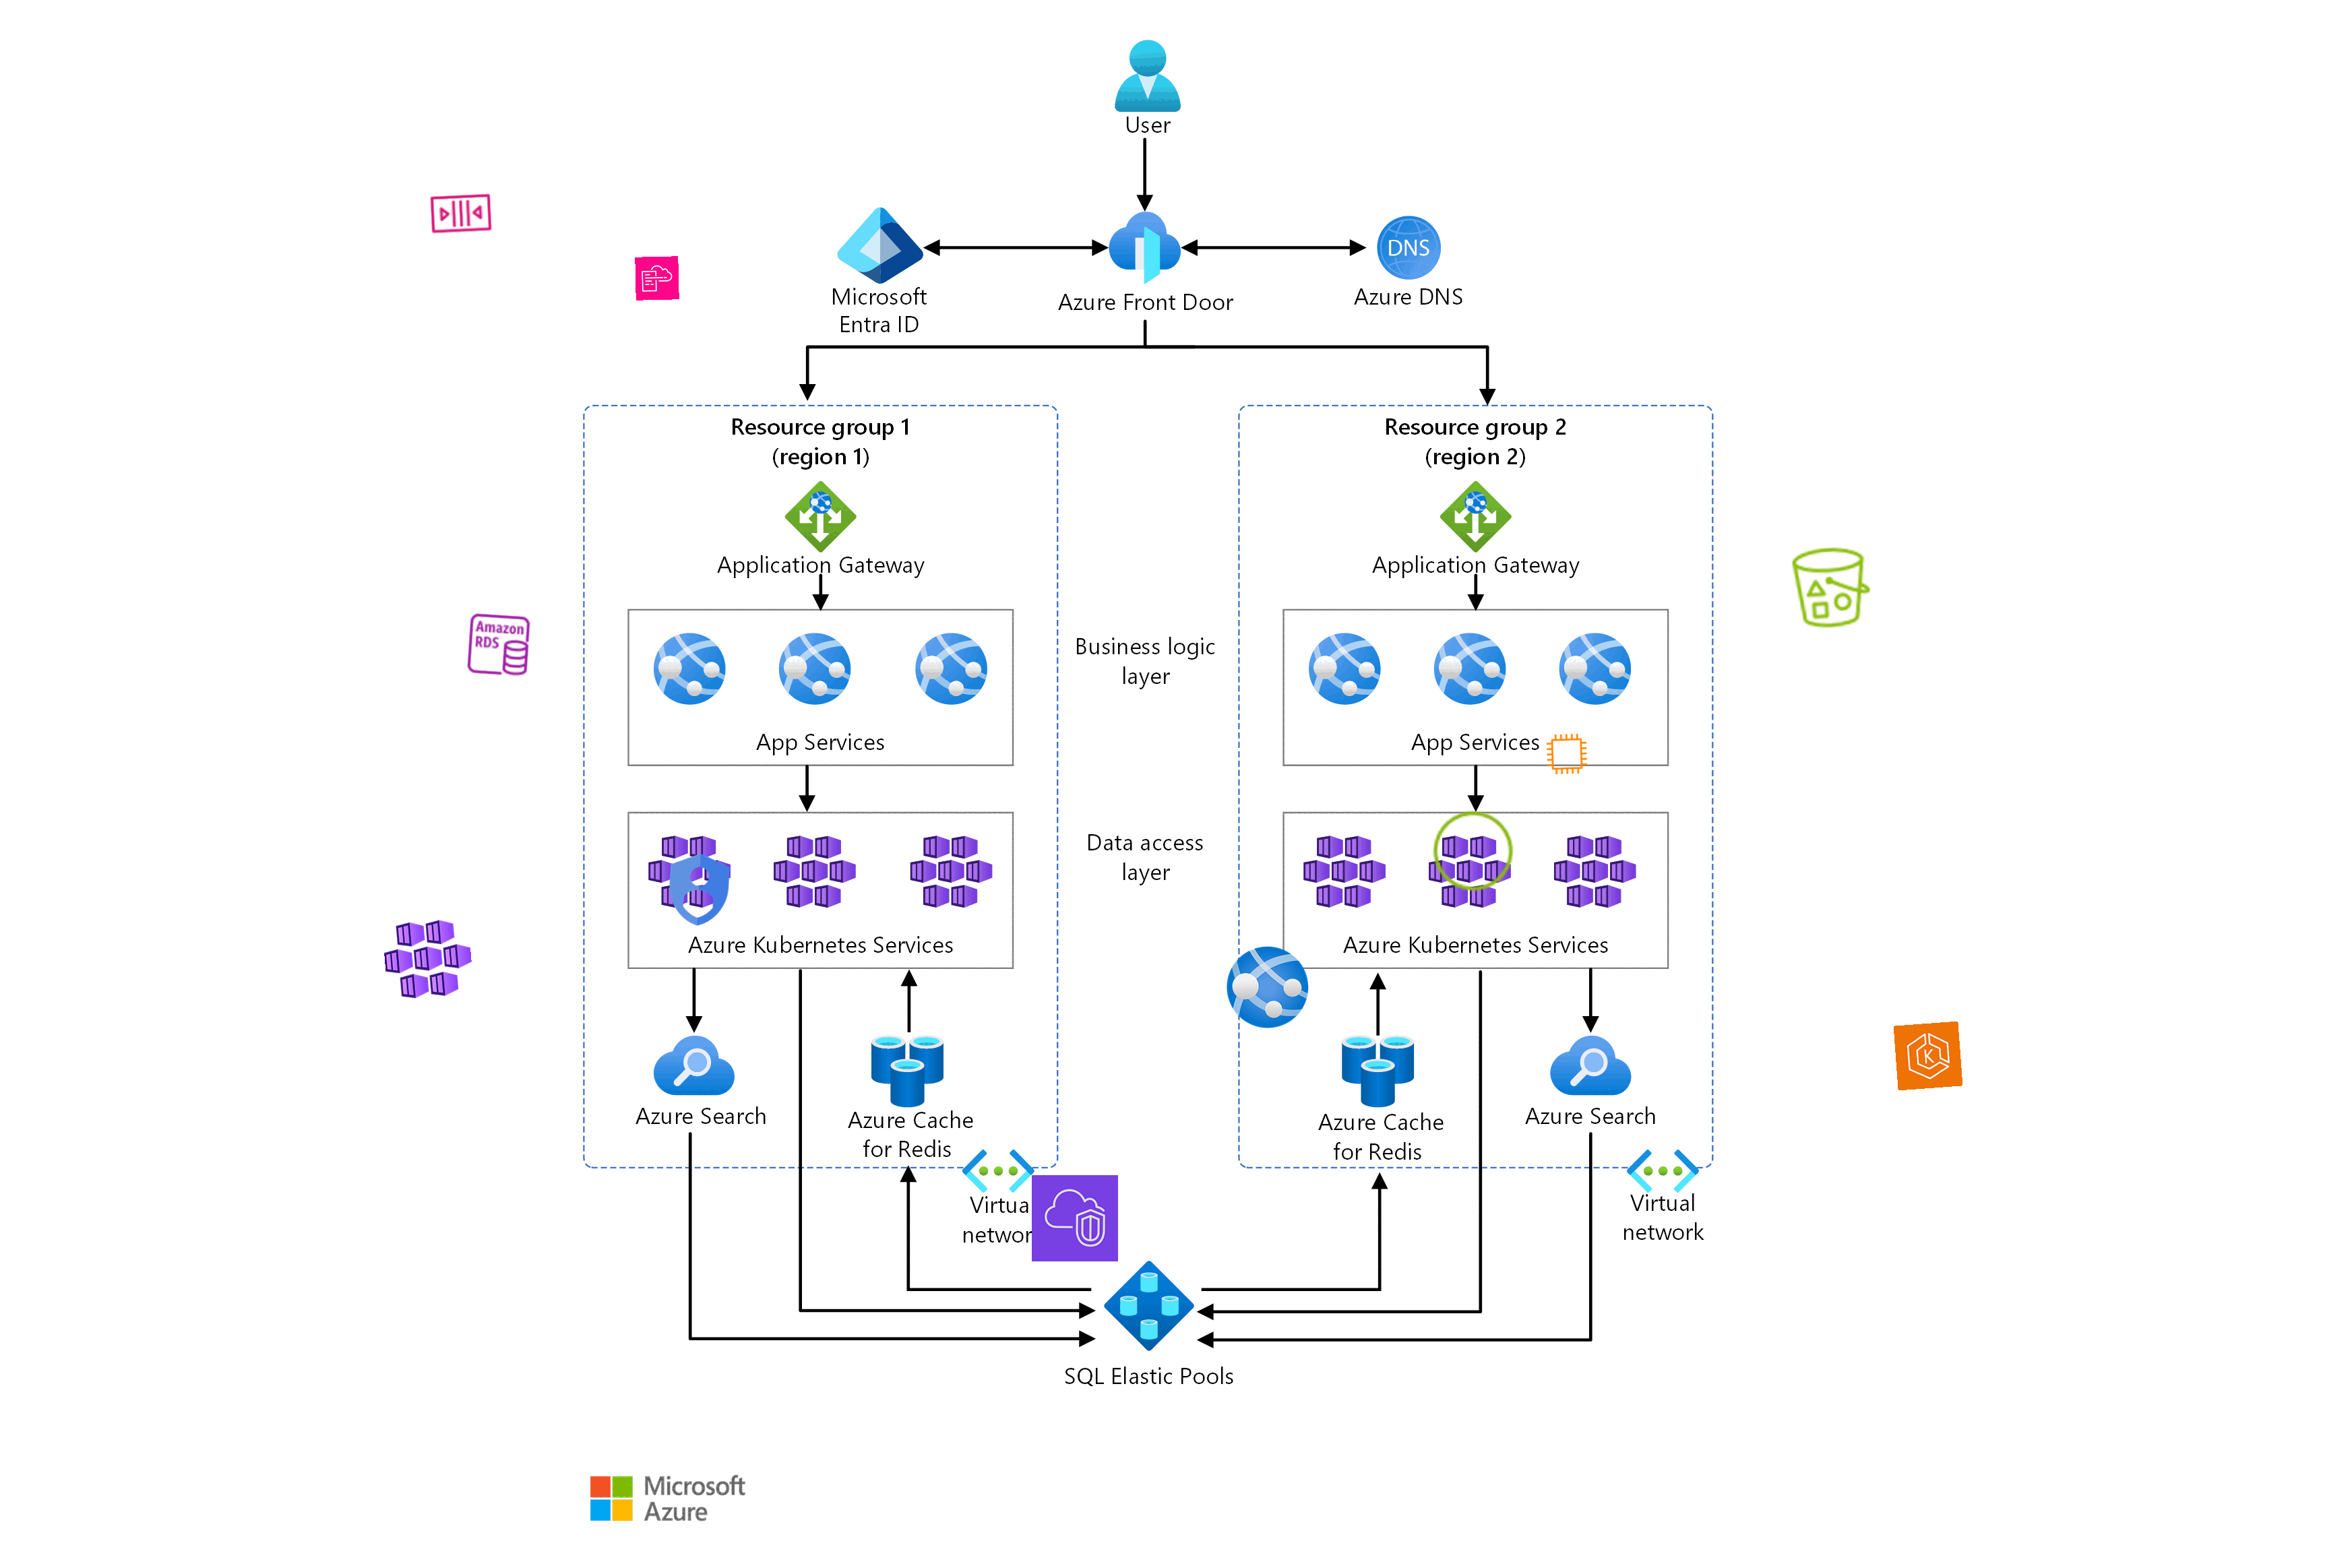 User
Microsoft
Entra ID
Azure Front Door
DNS
Azure DNS
Resource group 1
(region 1)
Resource group 2
(region 2)
Application Gateway
Application Gateway
Amazon
RDS
Business logic
layer
App Services
App Services
Data access
layer
Azure Kubernetes Services
Azure Kubernetes Services
K
Azure Search
Azure Cache
for Redis
Azure Cache
for Redis
Azure Search
Virtua
networ
Virtual
network
SQL Elastic Pools
Microsoft
Azure